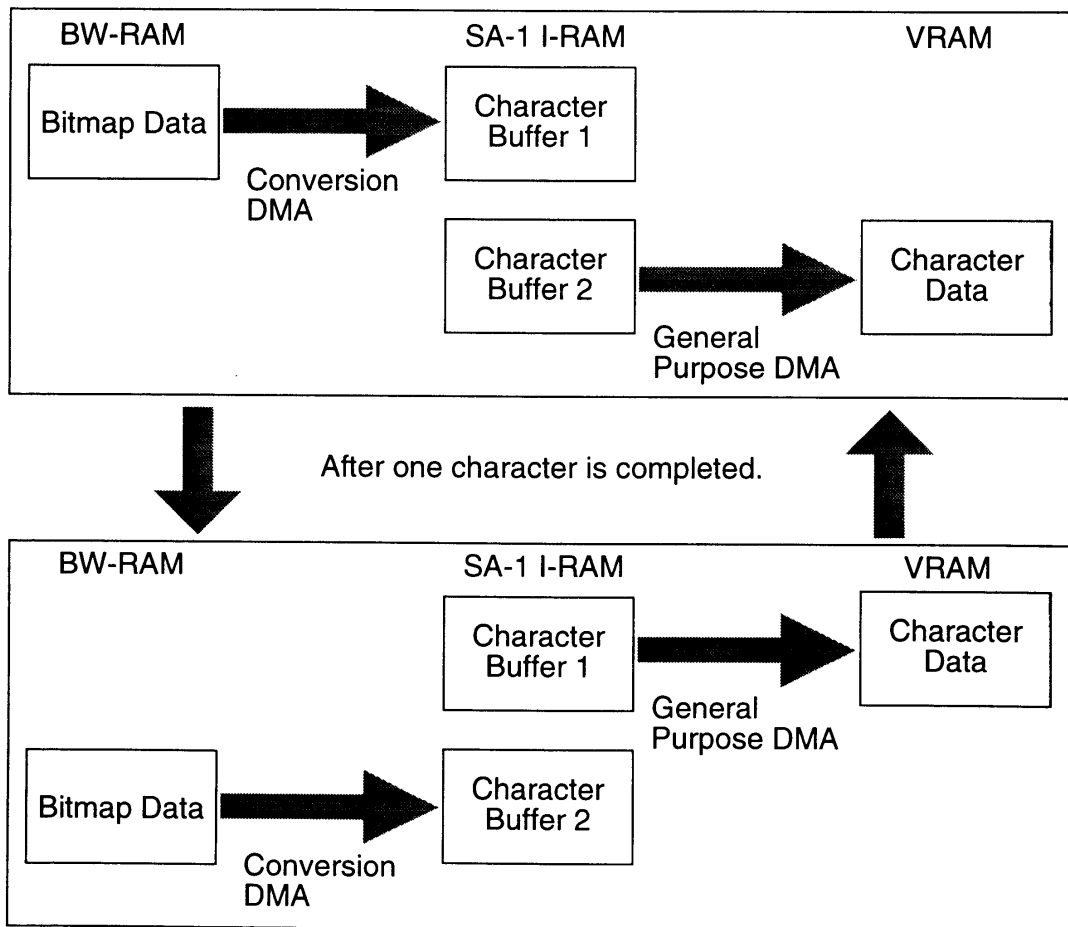 BW-RAM SA-1 I-RAM VRAM
Bitmap Data
Character
Buffer 1
Conversion
DMA
Character
Buffer 2
Character
Data
General
Purpose DMA
After one character is completed.
BW-RAM SA-1 I-RAM VRAM
Character
Buffer 1
Character
Data
General
Purpose DMA
Bitmap Data
Character
Buffer 2
Conversion
DMA